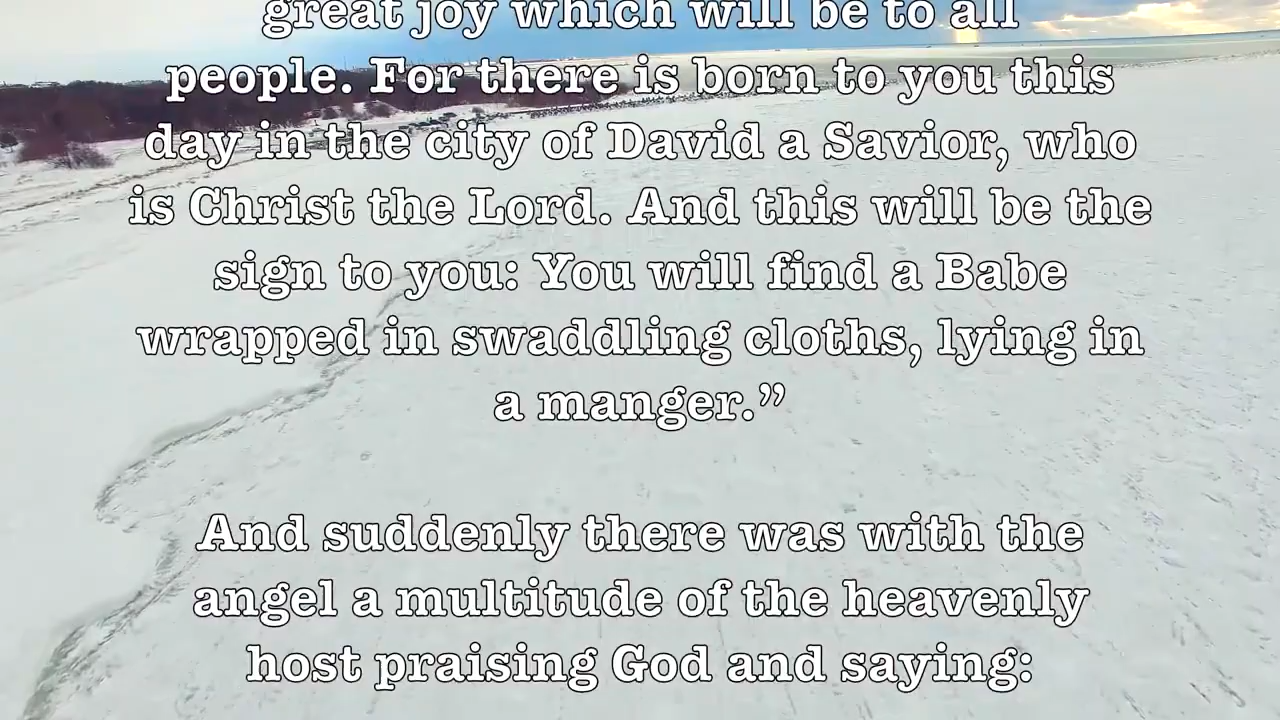 great joy which will be to all
people. For there is born to you this
day in the city of David a Savior, who
is Christ the Lord. And this will be the
sign to you: You will find a Babe
wrapped in swaddling cloths, lying in
a manger.”
And suddenly there was with the
angel a multitude of the heavenly
host praising God and saying: